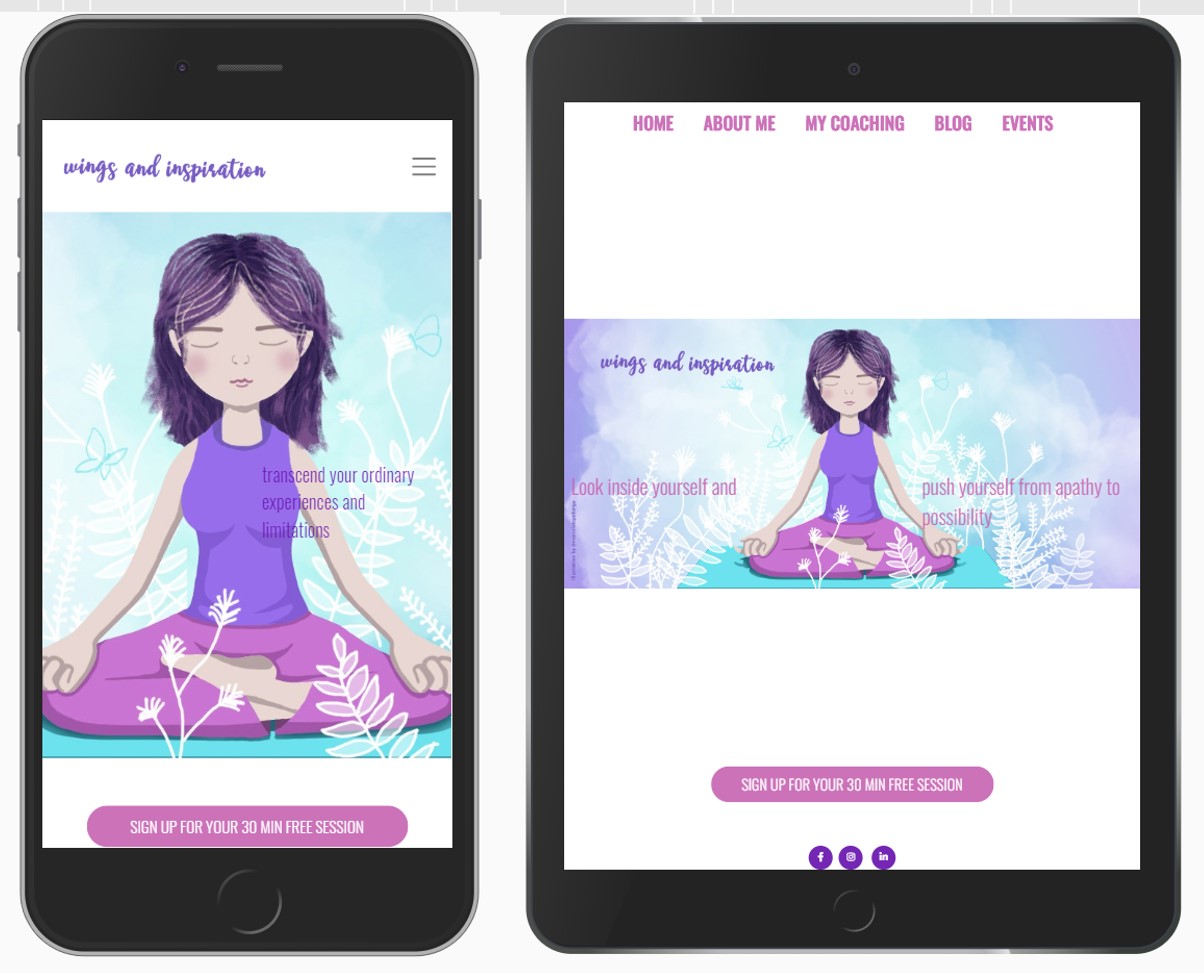 wings and inspiration
transcend your ordinary
experiences and
limitations
SIGN UP FOR YOUR 30 MIN FREE SESSION
HOME ABOUT ME MY COACHING BLOG EVENTS
wings and inspiration
Look inside yourself and
push yourself from apathy to
possibility
SIGN UP FOR YOUR 30 MIN FREE SESSION
f in